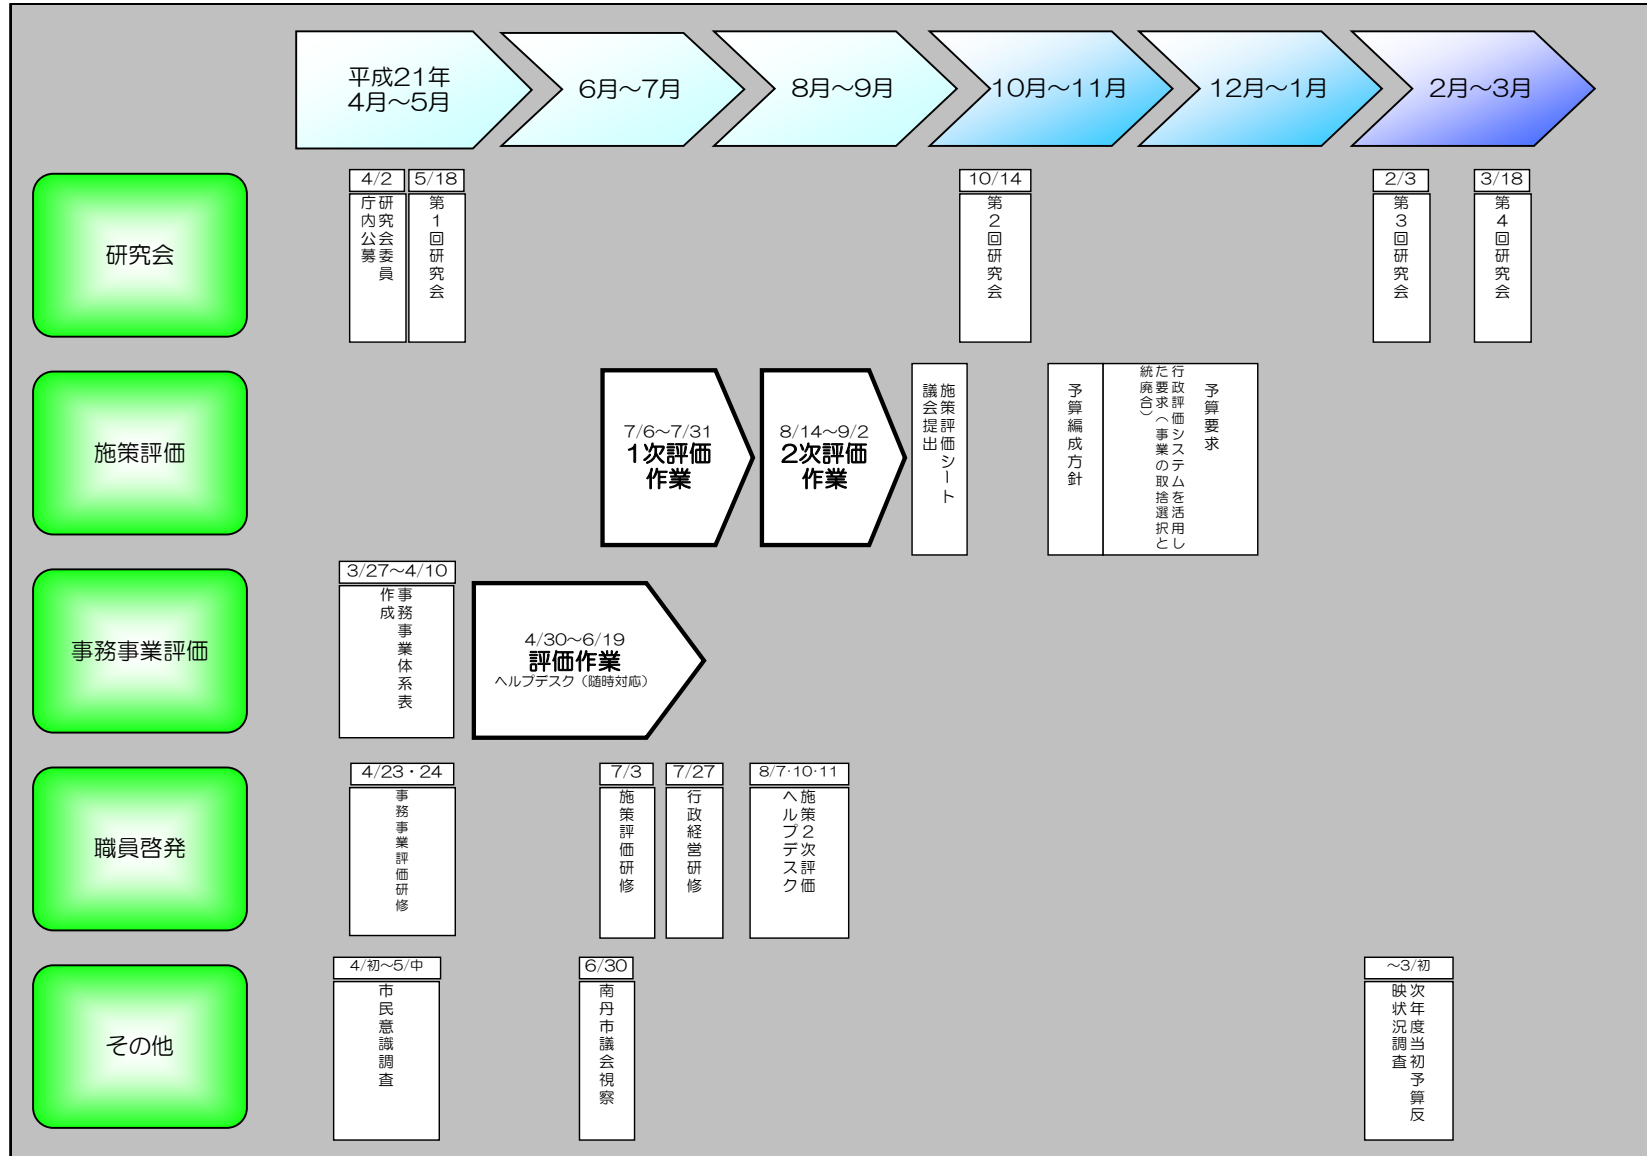 平成21年
4月～5月
6月～7月
8月～9月
10月～11月
12月～1月
2月～3月
研究会
4/2
研究会委員
庁内公募
5/18
第1回研究会
10/14
第2回研究会
2/3
第3回研究会
3/18
第4回研究会
施策評価
7/6～7/31
1次評価
作業
8/14～9/2
2次評価
作業
施策評価シート
議会提出
予算編成方針
予算要求
行政評価システムを活用し
た要求（事業の取捨選択と
統廃合）
事務事業評価
3/27～4/10
事務事業体系表
作成
4/30～6/19
評価作業
ヘルプデスク（随時対応）
職員啓発
4/23・24
事務事業評価研修
7/3
施策評価研修
7/27
行政経営研修
8/7・10・11
施策2次評価
ヘルプデスク
その他
4/初～5/中
市民意識調査
6/30
南丹市議会視察
～3/初
次年度当初予算反
映状況調査